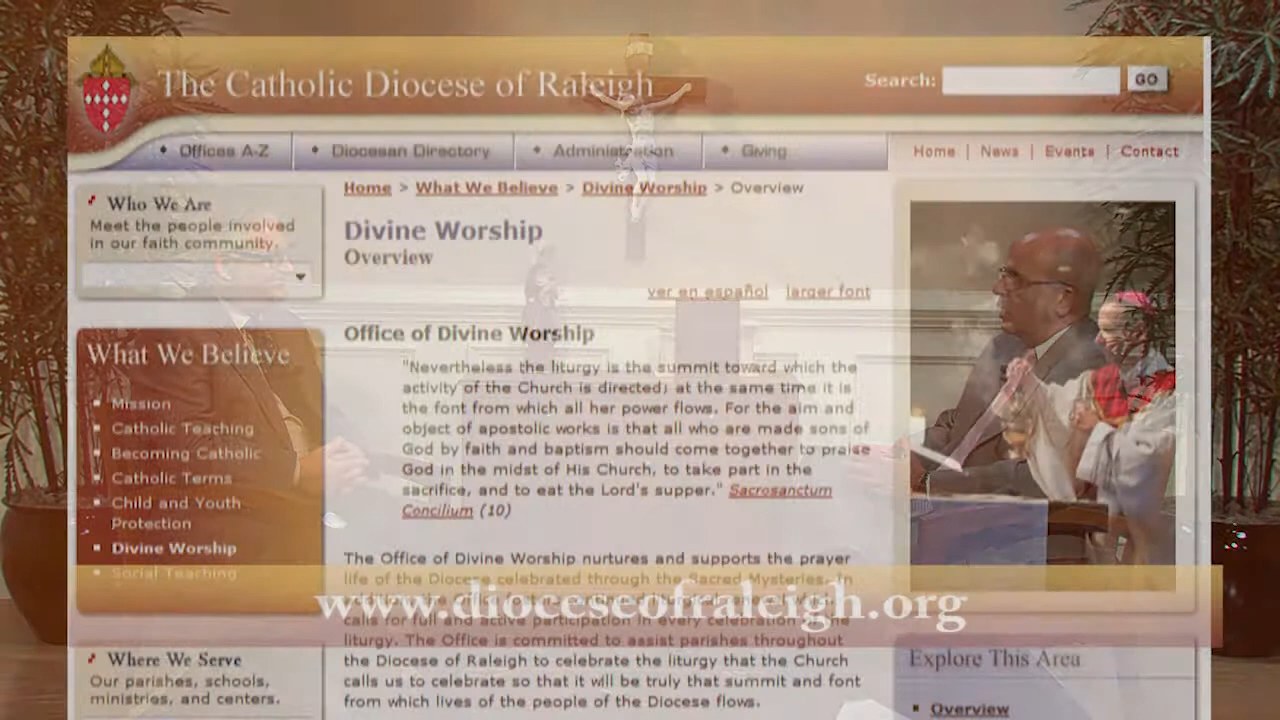 The Catholic Diocese of Raleigh
Search: GO
Offices A-Z Diocesan Directory Administration Giving
Home | News | Events | Contact
Who We Are
Meet the people involved
in our faith community.
Home > What We Believe > Divine Worship > Overview
Divine Worship
Overview
ver en español larger font
What We Believe
Mission
Catholic Teaching
Becoming Catholic
Catholic Terms
Child and Youth
Protection
Divine Worship
Social Teaching
Office of Divine Worship
"Nevertheless the liturgy is the summit toward which the
activity of the Church is directed; at the same time it is
the font from which all her power flows. For the aim and
object of apostolic works is that all who are made sons of
God by faith and baptism should come together to praise
God in the midst of His Church, to take part in the
sacrifice, and to eat the Lord's supper." Sacrosanctum
Concilium (10)
The Office of Divine Worship nurtures and supports the prayer
life of the Diocese celebrated through the Sacred Mysteries. In
www.dioceseofraleigh.org
calls for full and active participation in every celebration of the
liturgy. The Office is committed to assist parishes throughout
the Diocese of Raleigh to celebrate the liturgy that the Church
calls us to celebrate so that it will be truly that summit and font
from which lives of the people of the Diocese flows.
Where We Serve
Our parishes, schools,
ministries, and centers.
Explore This Area
Overview